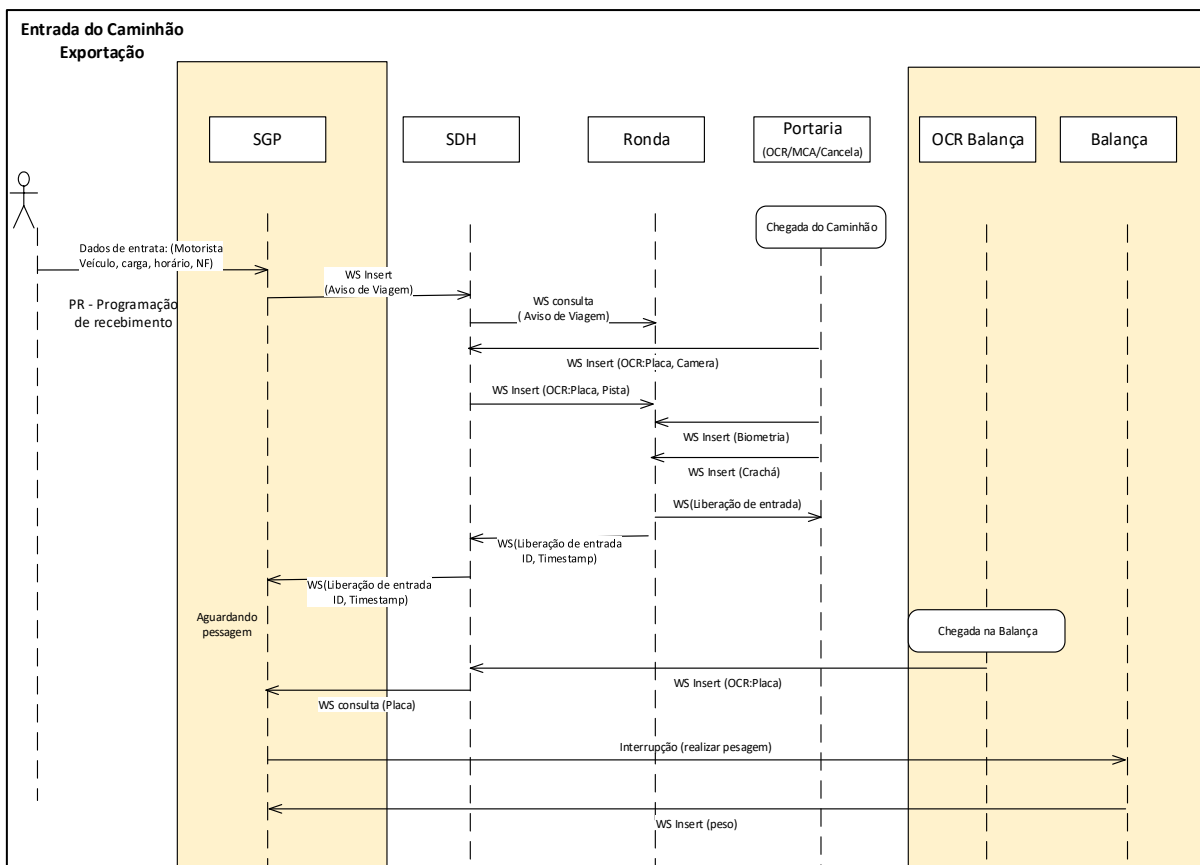 Entrada do Caminhão
Exportação
SGP
SDH
Ronda
Portaria
(OCR/MCA/Cancela)
OCR Balança
Balança
Chegada do Caminhão
Dados de entrata: (Motorista
Veículo, carga, horário, NF)
WS Insert
(Aviso de Viagem)
PR - Programação
de recebimento
WS consulta
( Aviso de Viagem)
WS Insert (OCR:Placa, Camera)
WS Insert (OCR:Placa, Pista)
WS Insert (Biometria)
WS Insert (Crachá)
WS(Liberação de entrada)
WS(Liberação de entrada
ID, Timestamp)
WS(Liberação de entrada
ID, Timestamp)
Aguardando
pessagem
Chegada na Balança
WS Insert (OCR:Placa)
WS consulta (Placa)
Interrupção (realizar pesagem)
WS Insert (peso)